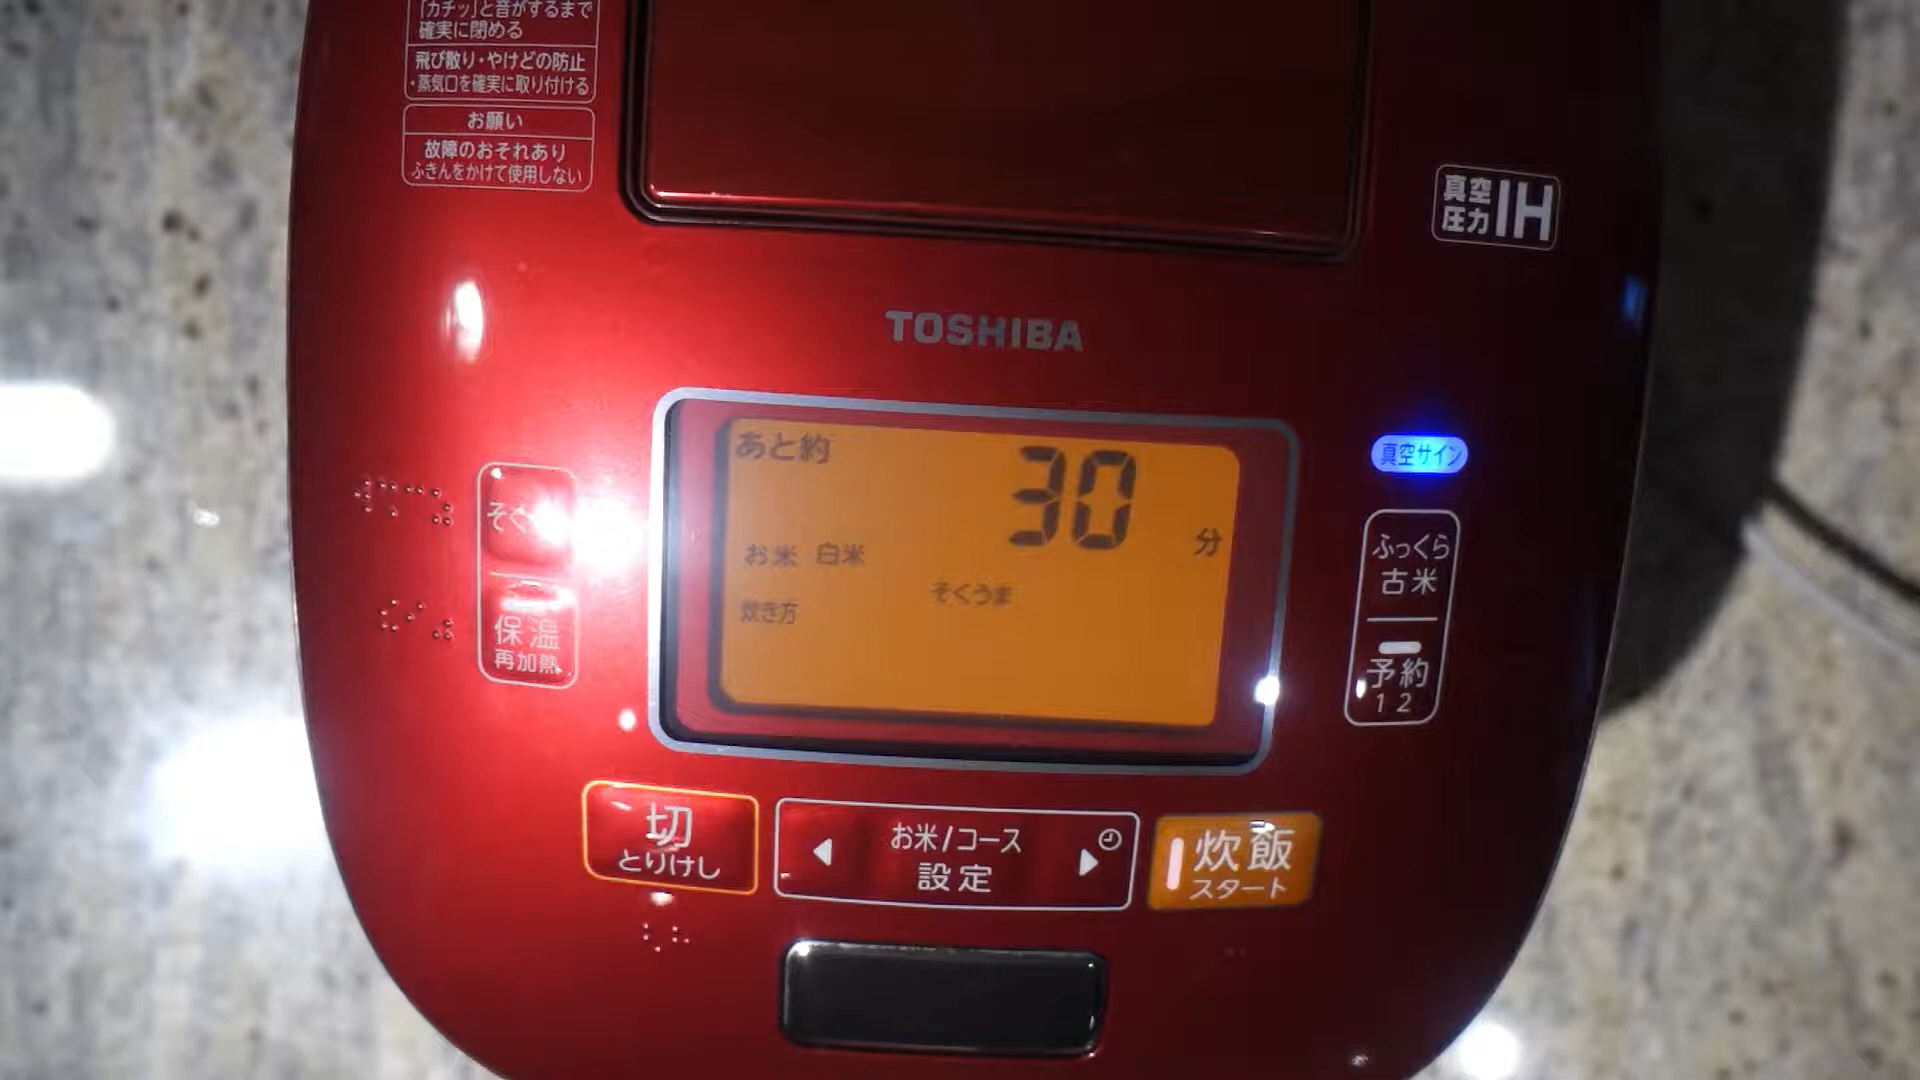 「カチッ」と音がするまで
確実に閉める
飛び散り・やけどの防止
・蒸気口を確実に取り付ける
お願い
故障のおそれあり
ふきんをかけて使用しない
真空
圧力IH
TOSHIBA
あと約 30 分
お米 白米
そくうま
炊き方
真空サイン
そく
保温
再加熱
ふっくら
古米
予約
1 2
切
とりけし
お米/コース
設定
炊飯
スタート